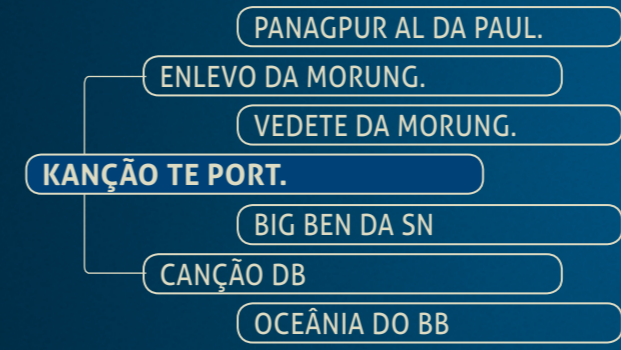 PANAGPUR AL DA PAUL.
ENLEVO DA MORUNG.
VEDETE DA MORUNG.
KANÇÃO TE PORT.
BIG BEN DA SN
CANÇÃO DB
OCEÂNIA DO BB